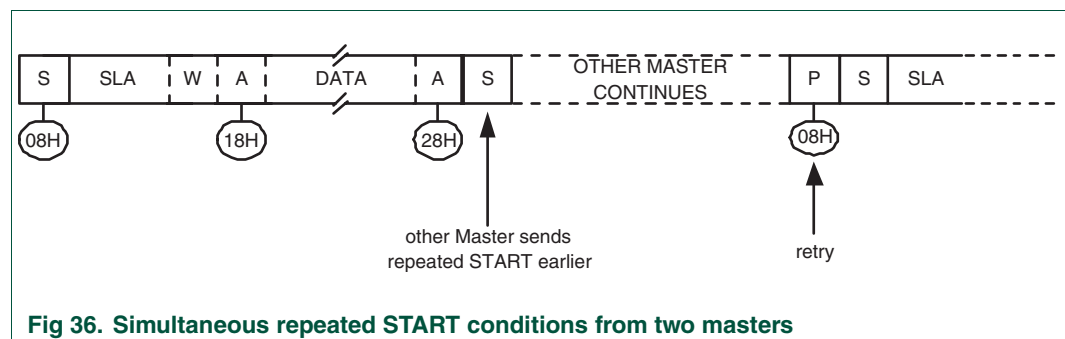 S SLA W A DATA A S OTHER MASTER CONTINUES P S SLA
08H 18H 28H 08H
other Master sends
repeated START earlier
retry
Fig 36. Simultaneous repeated START conditions from two masters